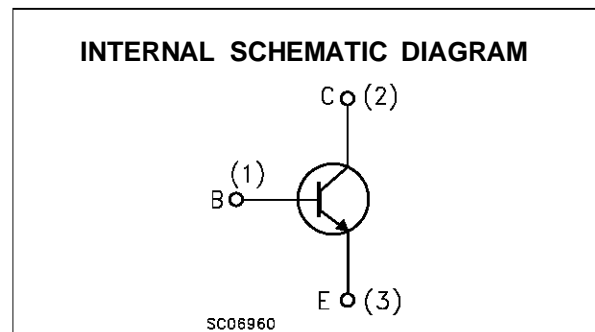 INTERNAL SCHEMATIC DIAGRAM
C (2)
(1)
B
E (3)
SC06960